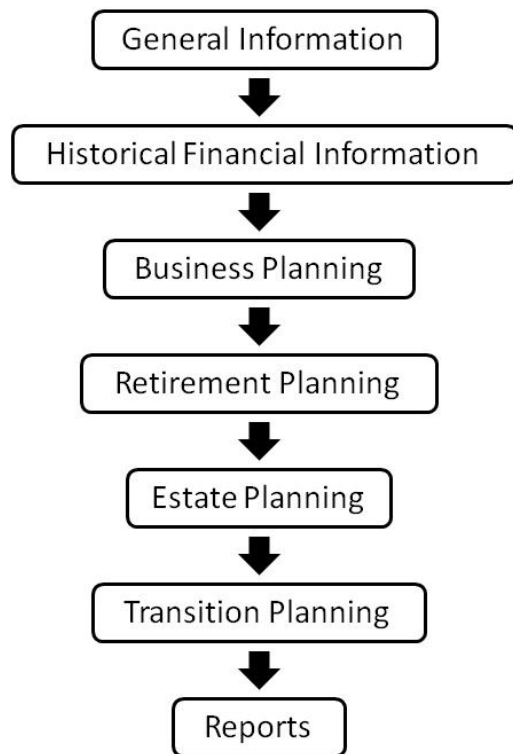 General Information
Historical Financial Information
Business Planning
Retirement Planning
Estate Planning
Transition Planning
Reports